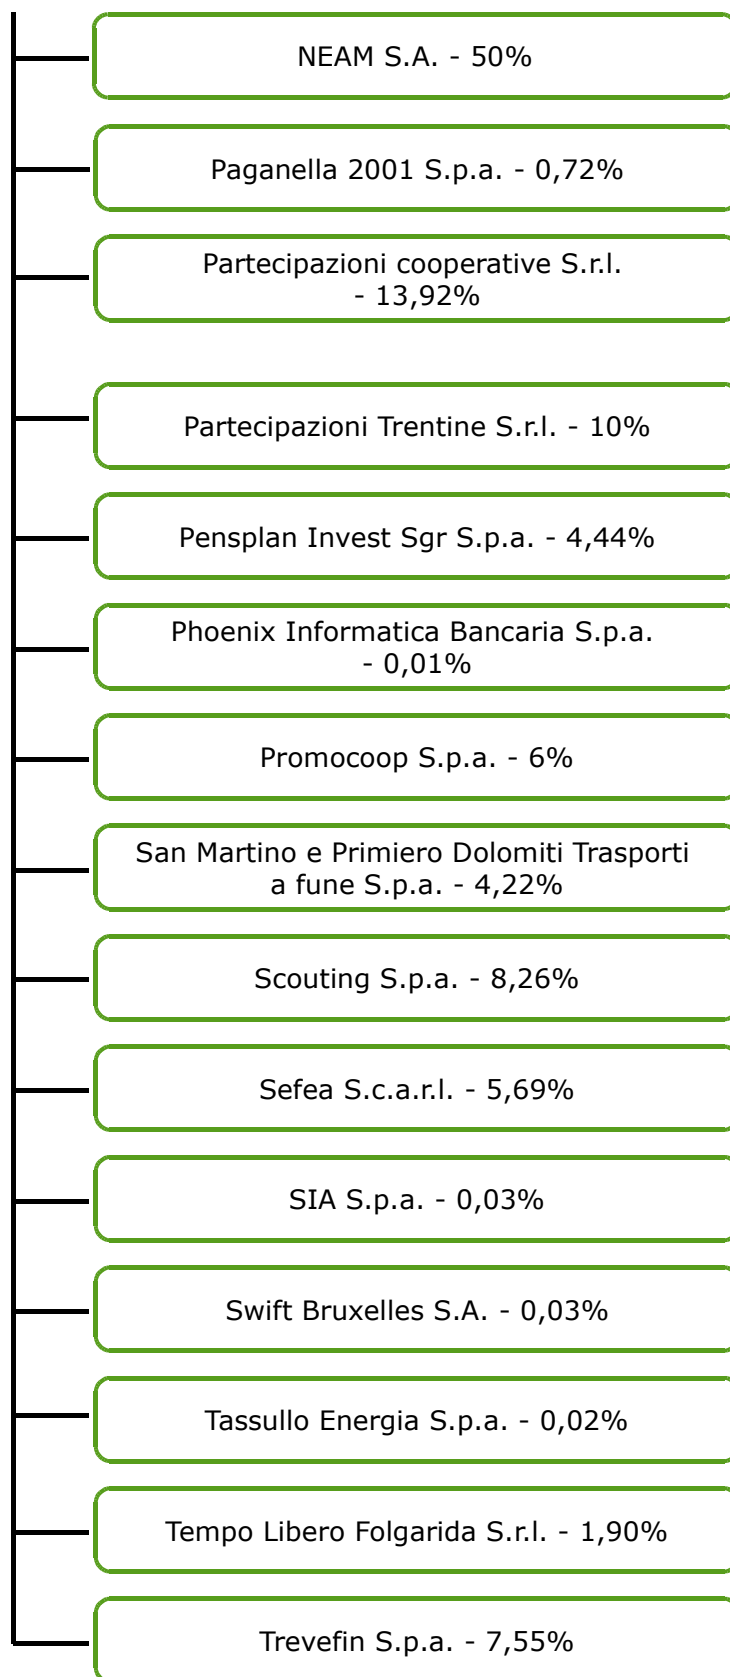 NEAM S.A. - 50%
Paganella 2001 S.p.a. - 0,72%
Partecipazioni cooperative S.r.l.
- 13,92%
Partecipazioni Trentine S.r.l. - 10%
Pensplan Invest Sgr S.p.a. - 4,44%
Phoenix Informatica Bancaria S.p.a.
- 0,01%
Promocoop S.p.a. - 6%
San Martino e Primiero Dolomiti Trasporti
a fune S.p.a. - 4,22%
Scouting S.p.a. - 8,26%
Sefea S.c.a.r.l. - 5,69%
SIA S.p.a. - 0,03%
Swift Bruxelles S.A. - 0,03%
Tassullo Energia S.p.a. - 0,02%
Tempo Libero Folgarida S.r.l. - 1,90%
Trevefin S.p.a. - 7,55%